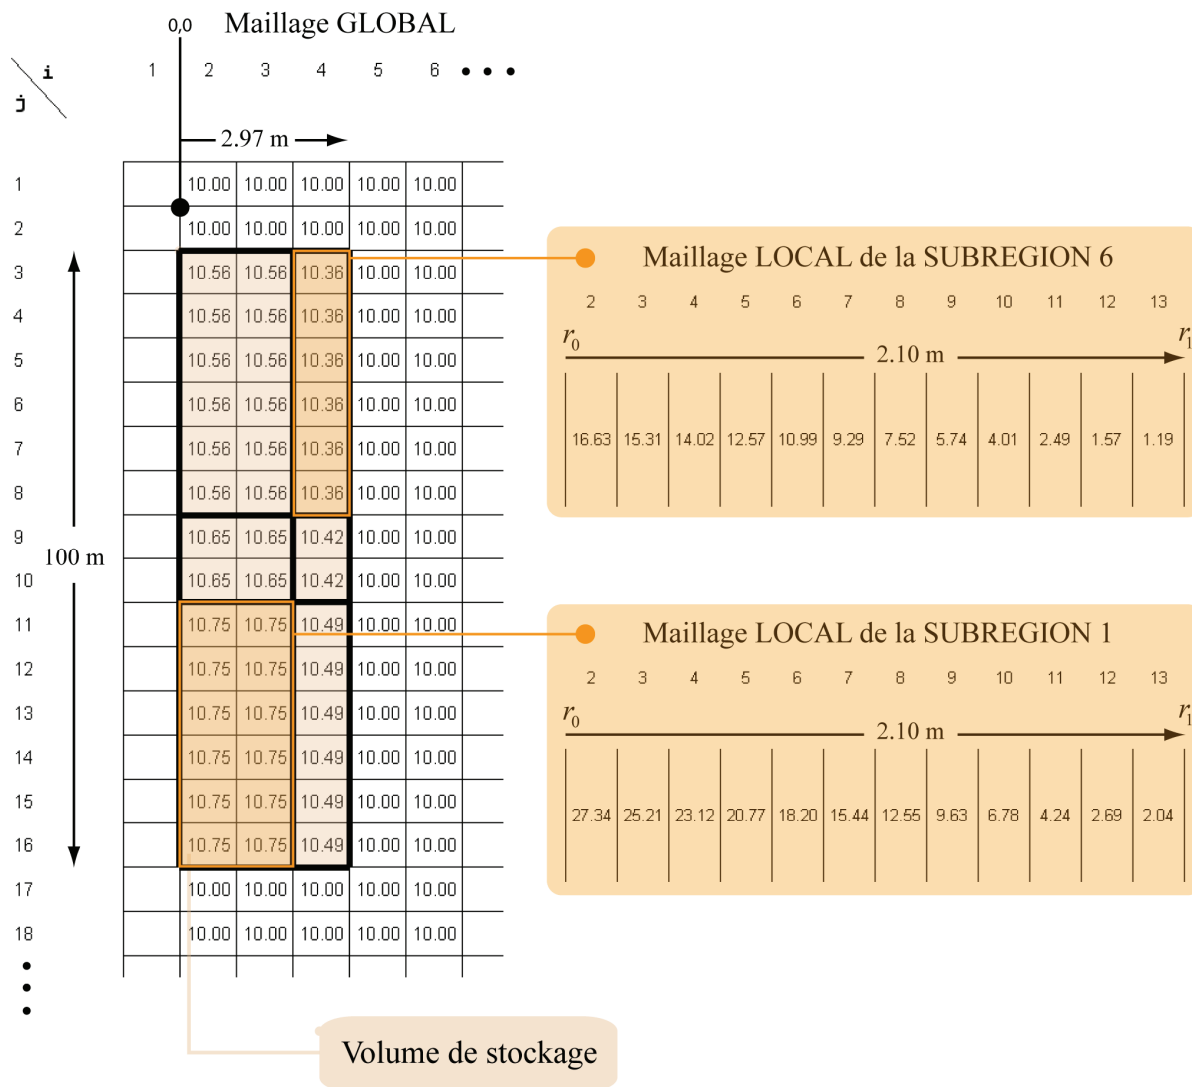 0,0 Maillage GLOBAL
i 1 2 3 4 5 6
j
2.97 m
1 10.00 10.00 10.00 10.00 10.00
2 10.00 10.00 10.00 10.00 10.00
3 10.56 10.56 10.36 10.00 10.00
4 10.56 10.56 10.36 10.00 10.00
5 10.56 10.56 10.36 10.00 10.00
6 10.56 10.56 10.36 10.00 10.00
7 10.56 10.56 10.36 10.00 10.00
8 10.56 10.56 10.36 10.00 10.00
9 10.65 10.65 10.42 10.00 10.00
100 m
10 10.65 10.65 10.42 10.00 10.00
11 10.75 10.75 10.49 10.00 10.00
12 10.75 10.75 10.49 10.00 10.00
13 10.75 10.75 10.49 10.00 10.00
14 10.75 10.75 10.49 10.00 10.00
15 10.75 10.75 10.49 10.00 10.00
16 10.75 10.75 10.49 10.00 10.00
17 10.00 10.00 10.00 10.00 10.00
18 10.00 10.00 10.00 10.00 10.00
Maillage LOCAL de la SUBREGION 6
2 3 4 5 6 7 8 9 10 11 12 13
r0 2.10 m r1
16.63 15.31 14.02 12.57 10.99 9.29 7.52 5.74 4.01 2.49 1.57 1.19
Maillage LOCAL de la SUBREGION 1
2 3 4 5 6 7 8 9 10 11 12 13
r0 2.10 m r1
27.34 25.21 23.12 20.77 18.20 15.44 12.55 9.63 6.78 4.24 2.69 2.04
Volume de stockage